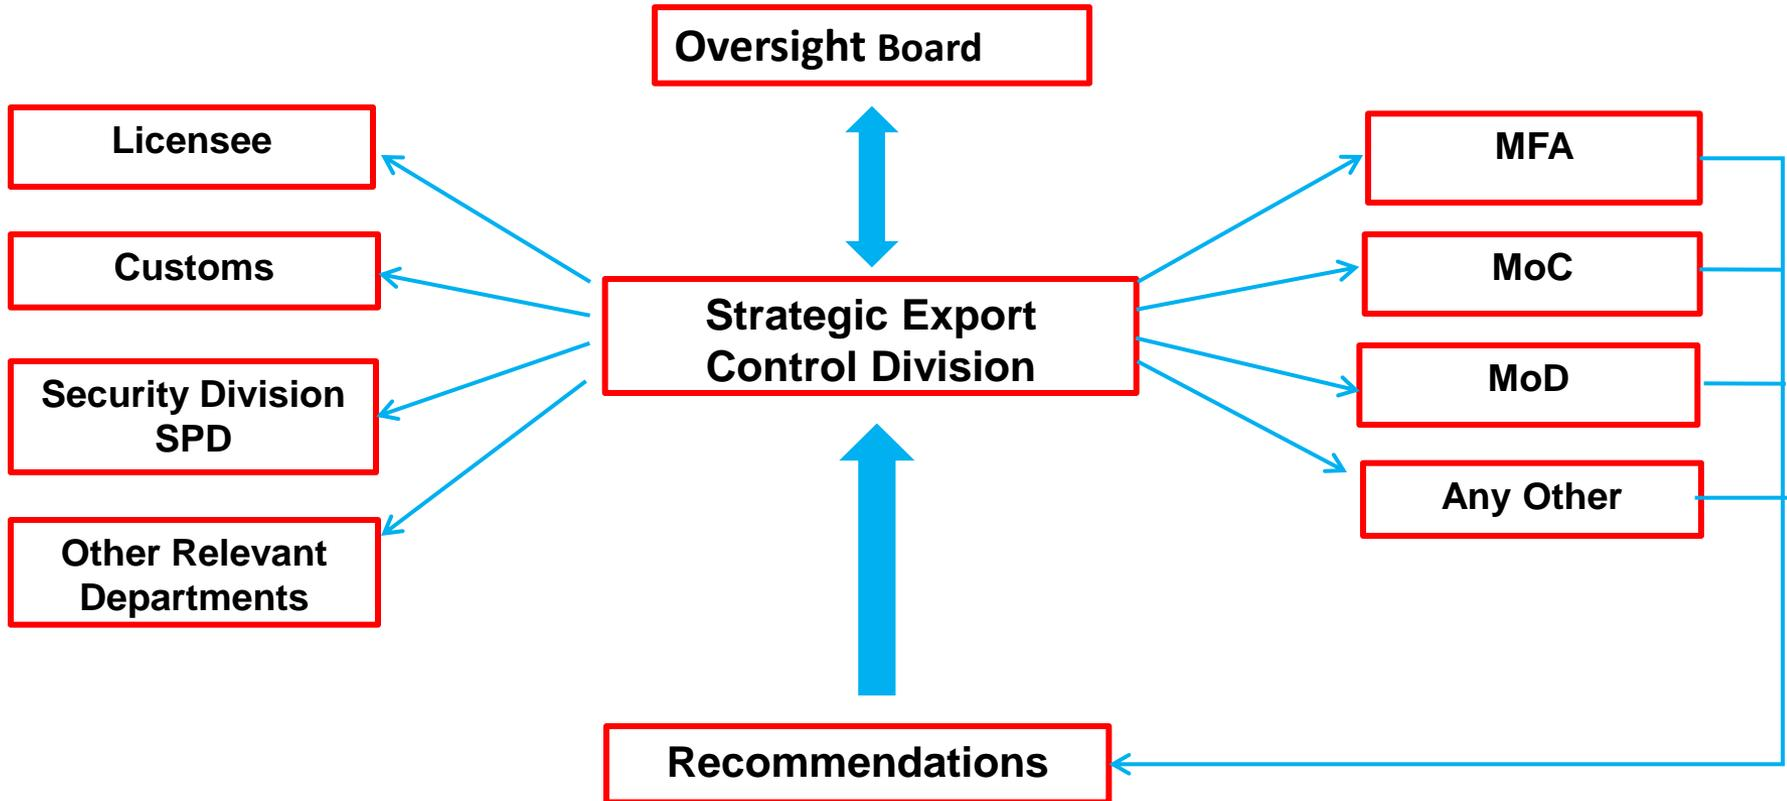 Oversight Board
Licensee
Customs
Security Division
SPD
Other Relevant
Departments
Strategic Export
Control Division
MFA
MoC
MoD
Any Other
Recommendations